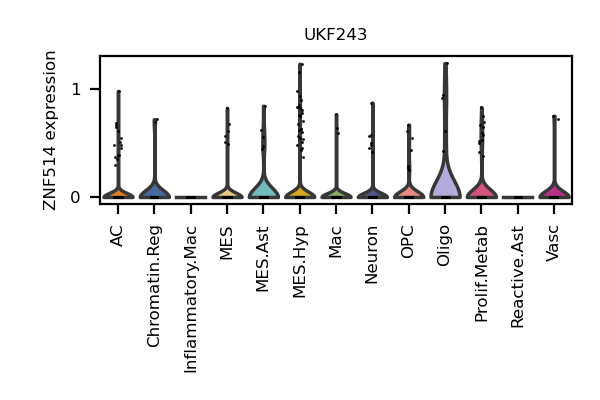 UKF243
ZNF514 expression
1
0
AC
Chromatin.Reg
Inflammatory.Mac
MES
MES.Ast
MES.Hyp
Mac
Neuron
OPC
Oligo
Prolif.Metab
Reactive.Ast
Vasc